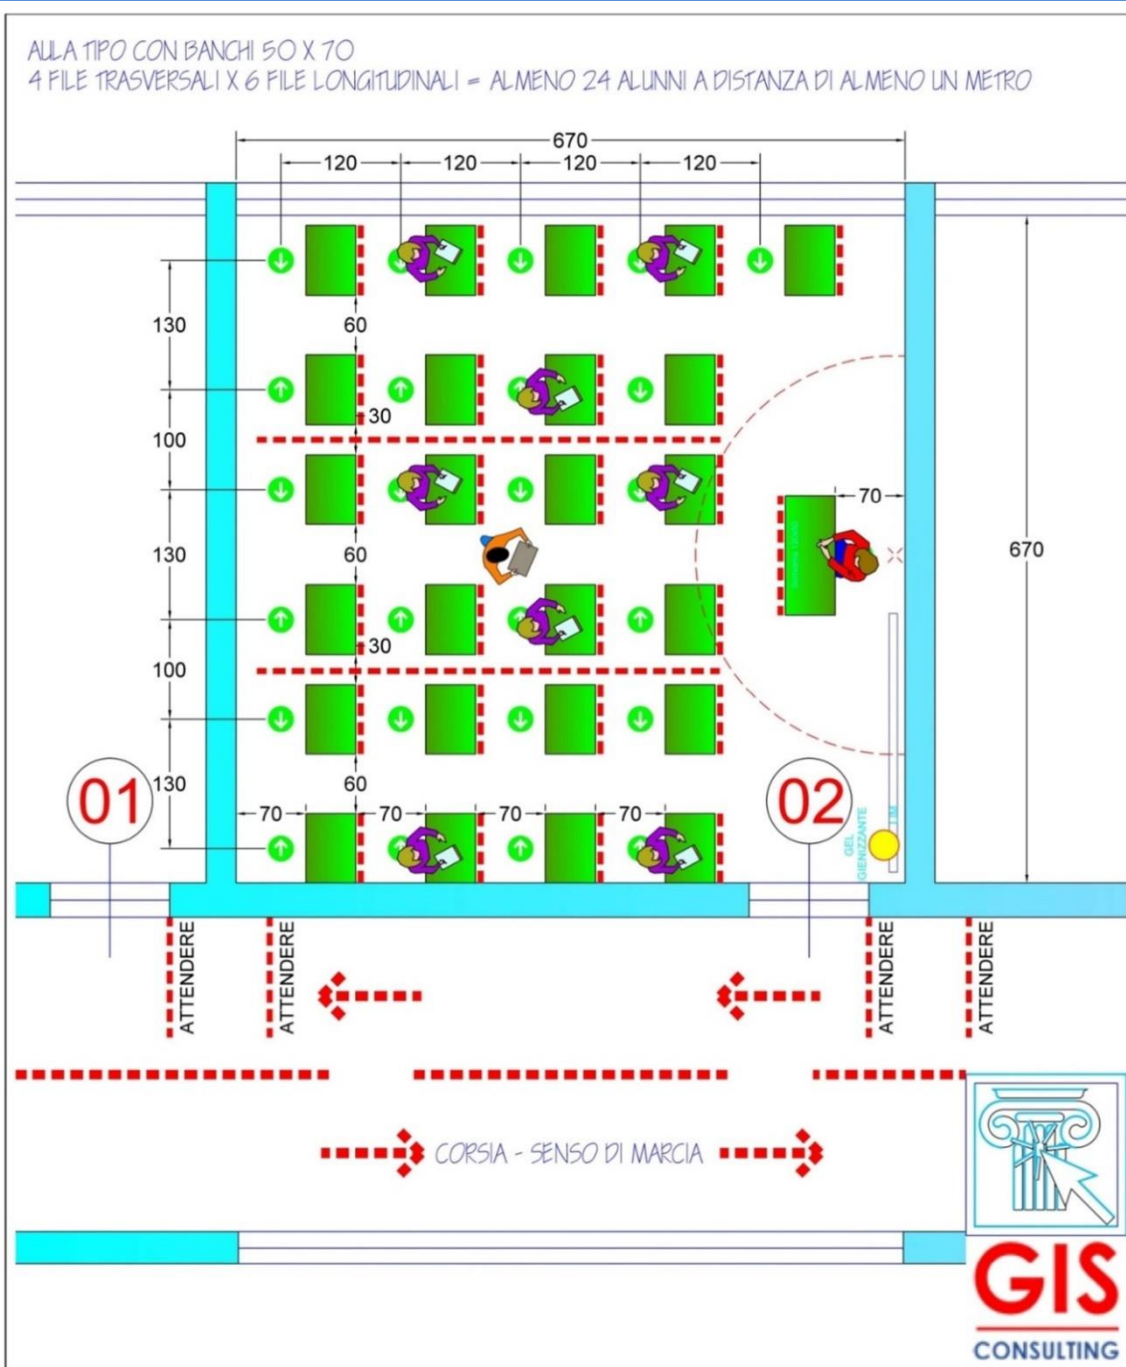 AULA TIPO CON BANCHI 50 X 70
4 FILE TRASVERSALI X 6 FILE LONGITUDINALI = ALMENO 24 ALUNNI A DISTANZA DI ALMENO UN METRO
670
120 120 120 120
130
60
100
30
130
60
70
670
100
30
130
60
70 70 70 70
01
02
GEL
GIENIZZANTE
IM
ATTENDERE
ATTENDERE
ATTENDERE
ATTENDERE
CORSIA - SENSO DI MARCIA
GIS
CONSULTING